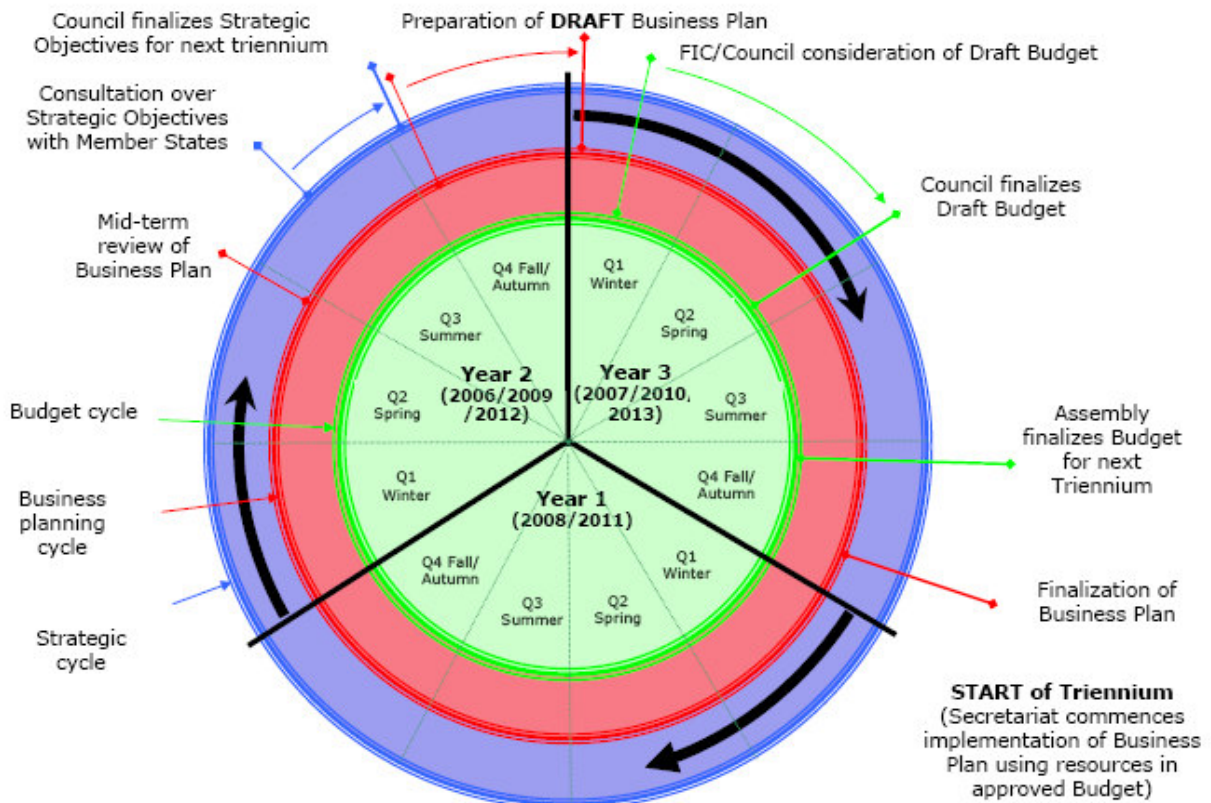 Council finalizes Strategic
Objectives for next triennium
Preparation of DRAFT Business Plan
FIC/Council consideration of Draft Budget
Consultation over
Strategic Objectives
with Member States
Council finalizes
Draft Budget
Mid-term
review of
Business Plan
Q4 Fall/
Autumn
Q1
Winter
Q3
Summer
Q2
Spring
Year 2
(2006/2009
/2012)
Year 3
(2007/2010,
2013)
Q2
Spring
Q3
Summer
Budget cycle
Assembly
finalizes Budget
for next
Triennium
Q1
Winter
Year 1
(2008/2011)
Q4 Fall/
Autumn
Business
planning
cycle
Q4 Fall/
Autumn
Q1
Winter
Q3
Summer
Q2
Spring
Finalization of
Business Plan
Strategic
cycle
START of Triennium
(Secretariat commences
implementation of Business
Plan using resources in
approved Budget)